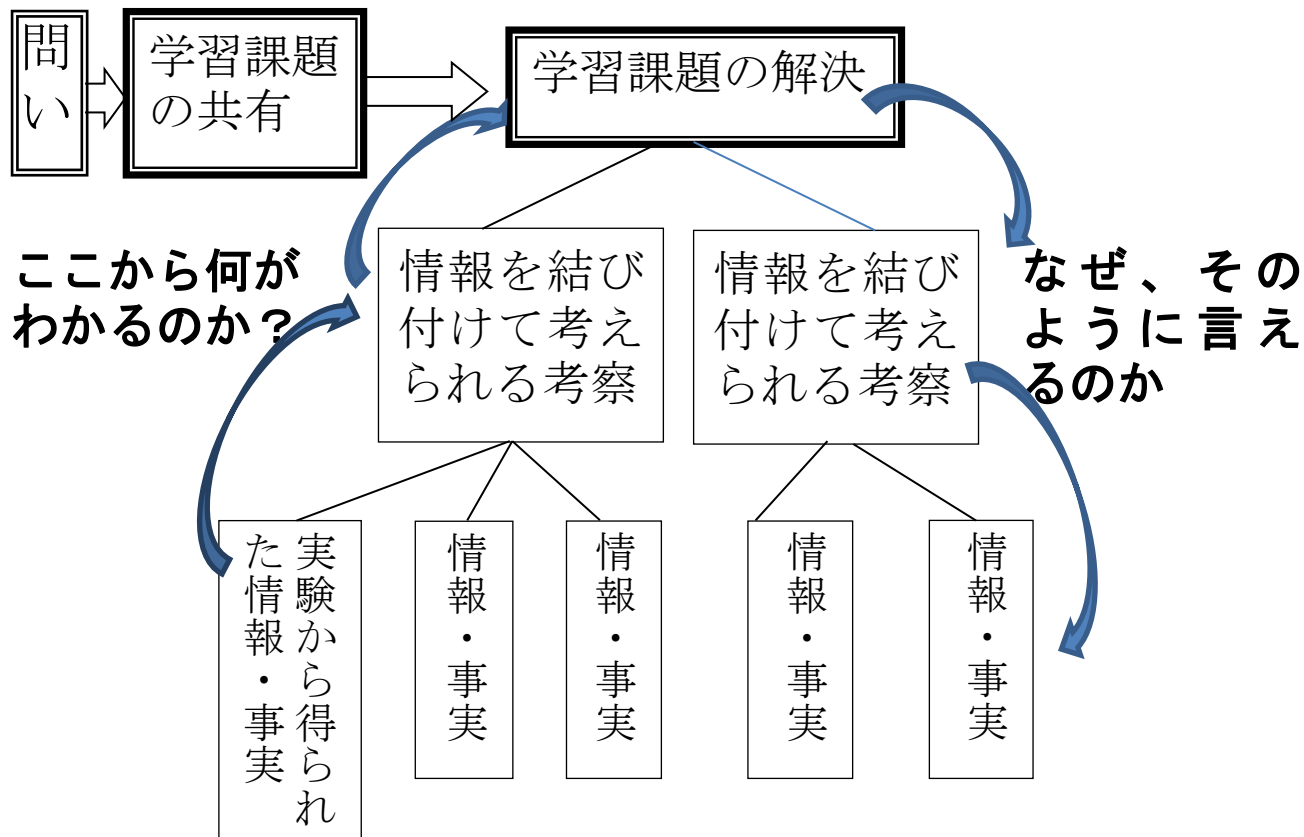 問い
学習課題
の共有
学習課題の解決
ここから何が
わかるのか？
情報を結び
付けて考え
られる考察
情報を結び
付けて考え
られる考察
なぜ、その
ように言え
るのか
実験から得られ
た情報・事実
情報・事実
情報・事実
情報・事実
情報・事実